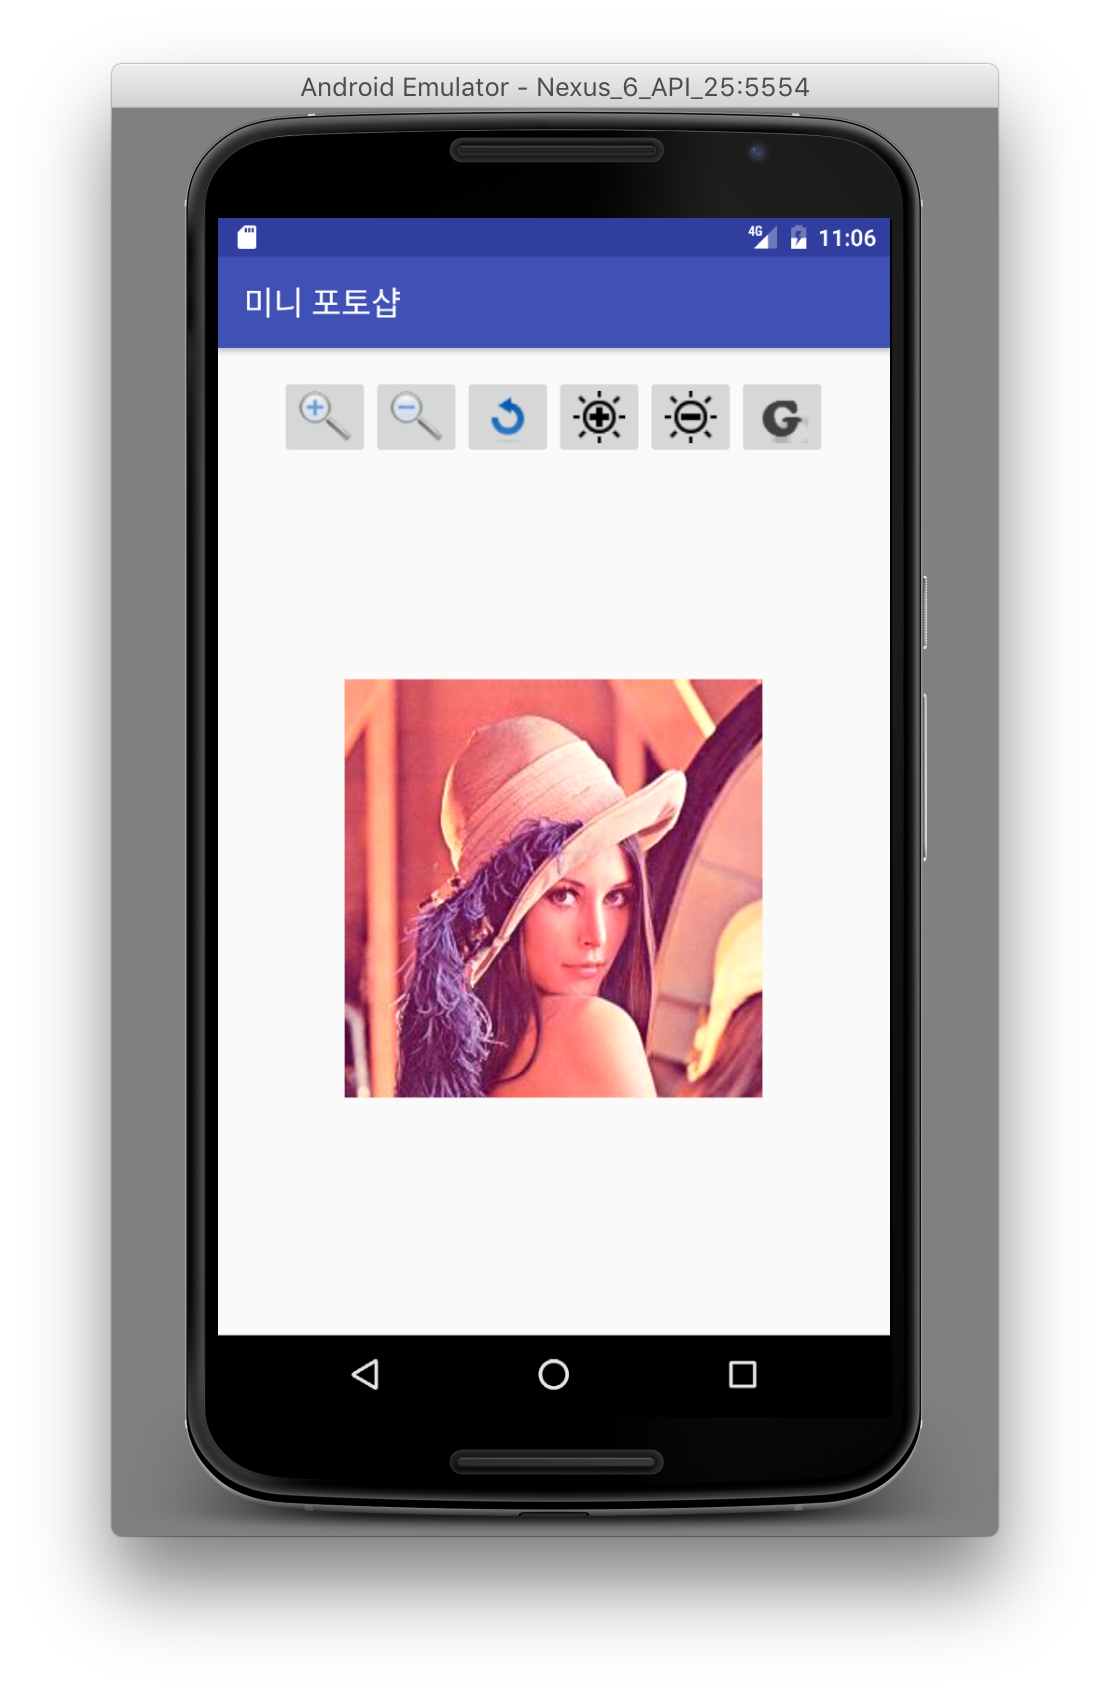 Android Emulator - Nexus_6_API_25:5554
4G 11:06
미니 포토샵
G